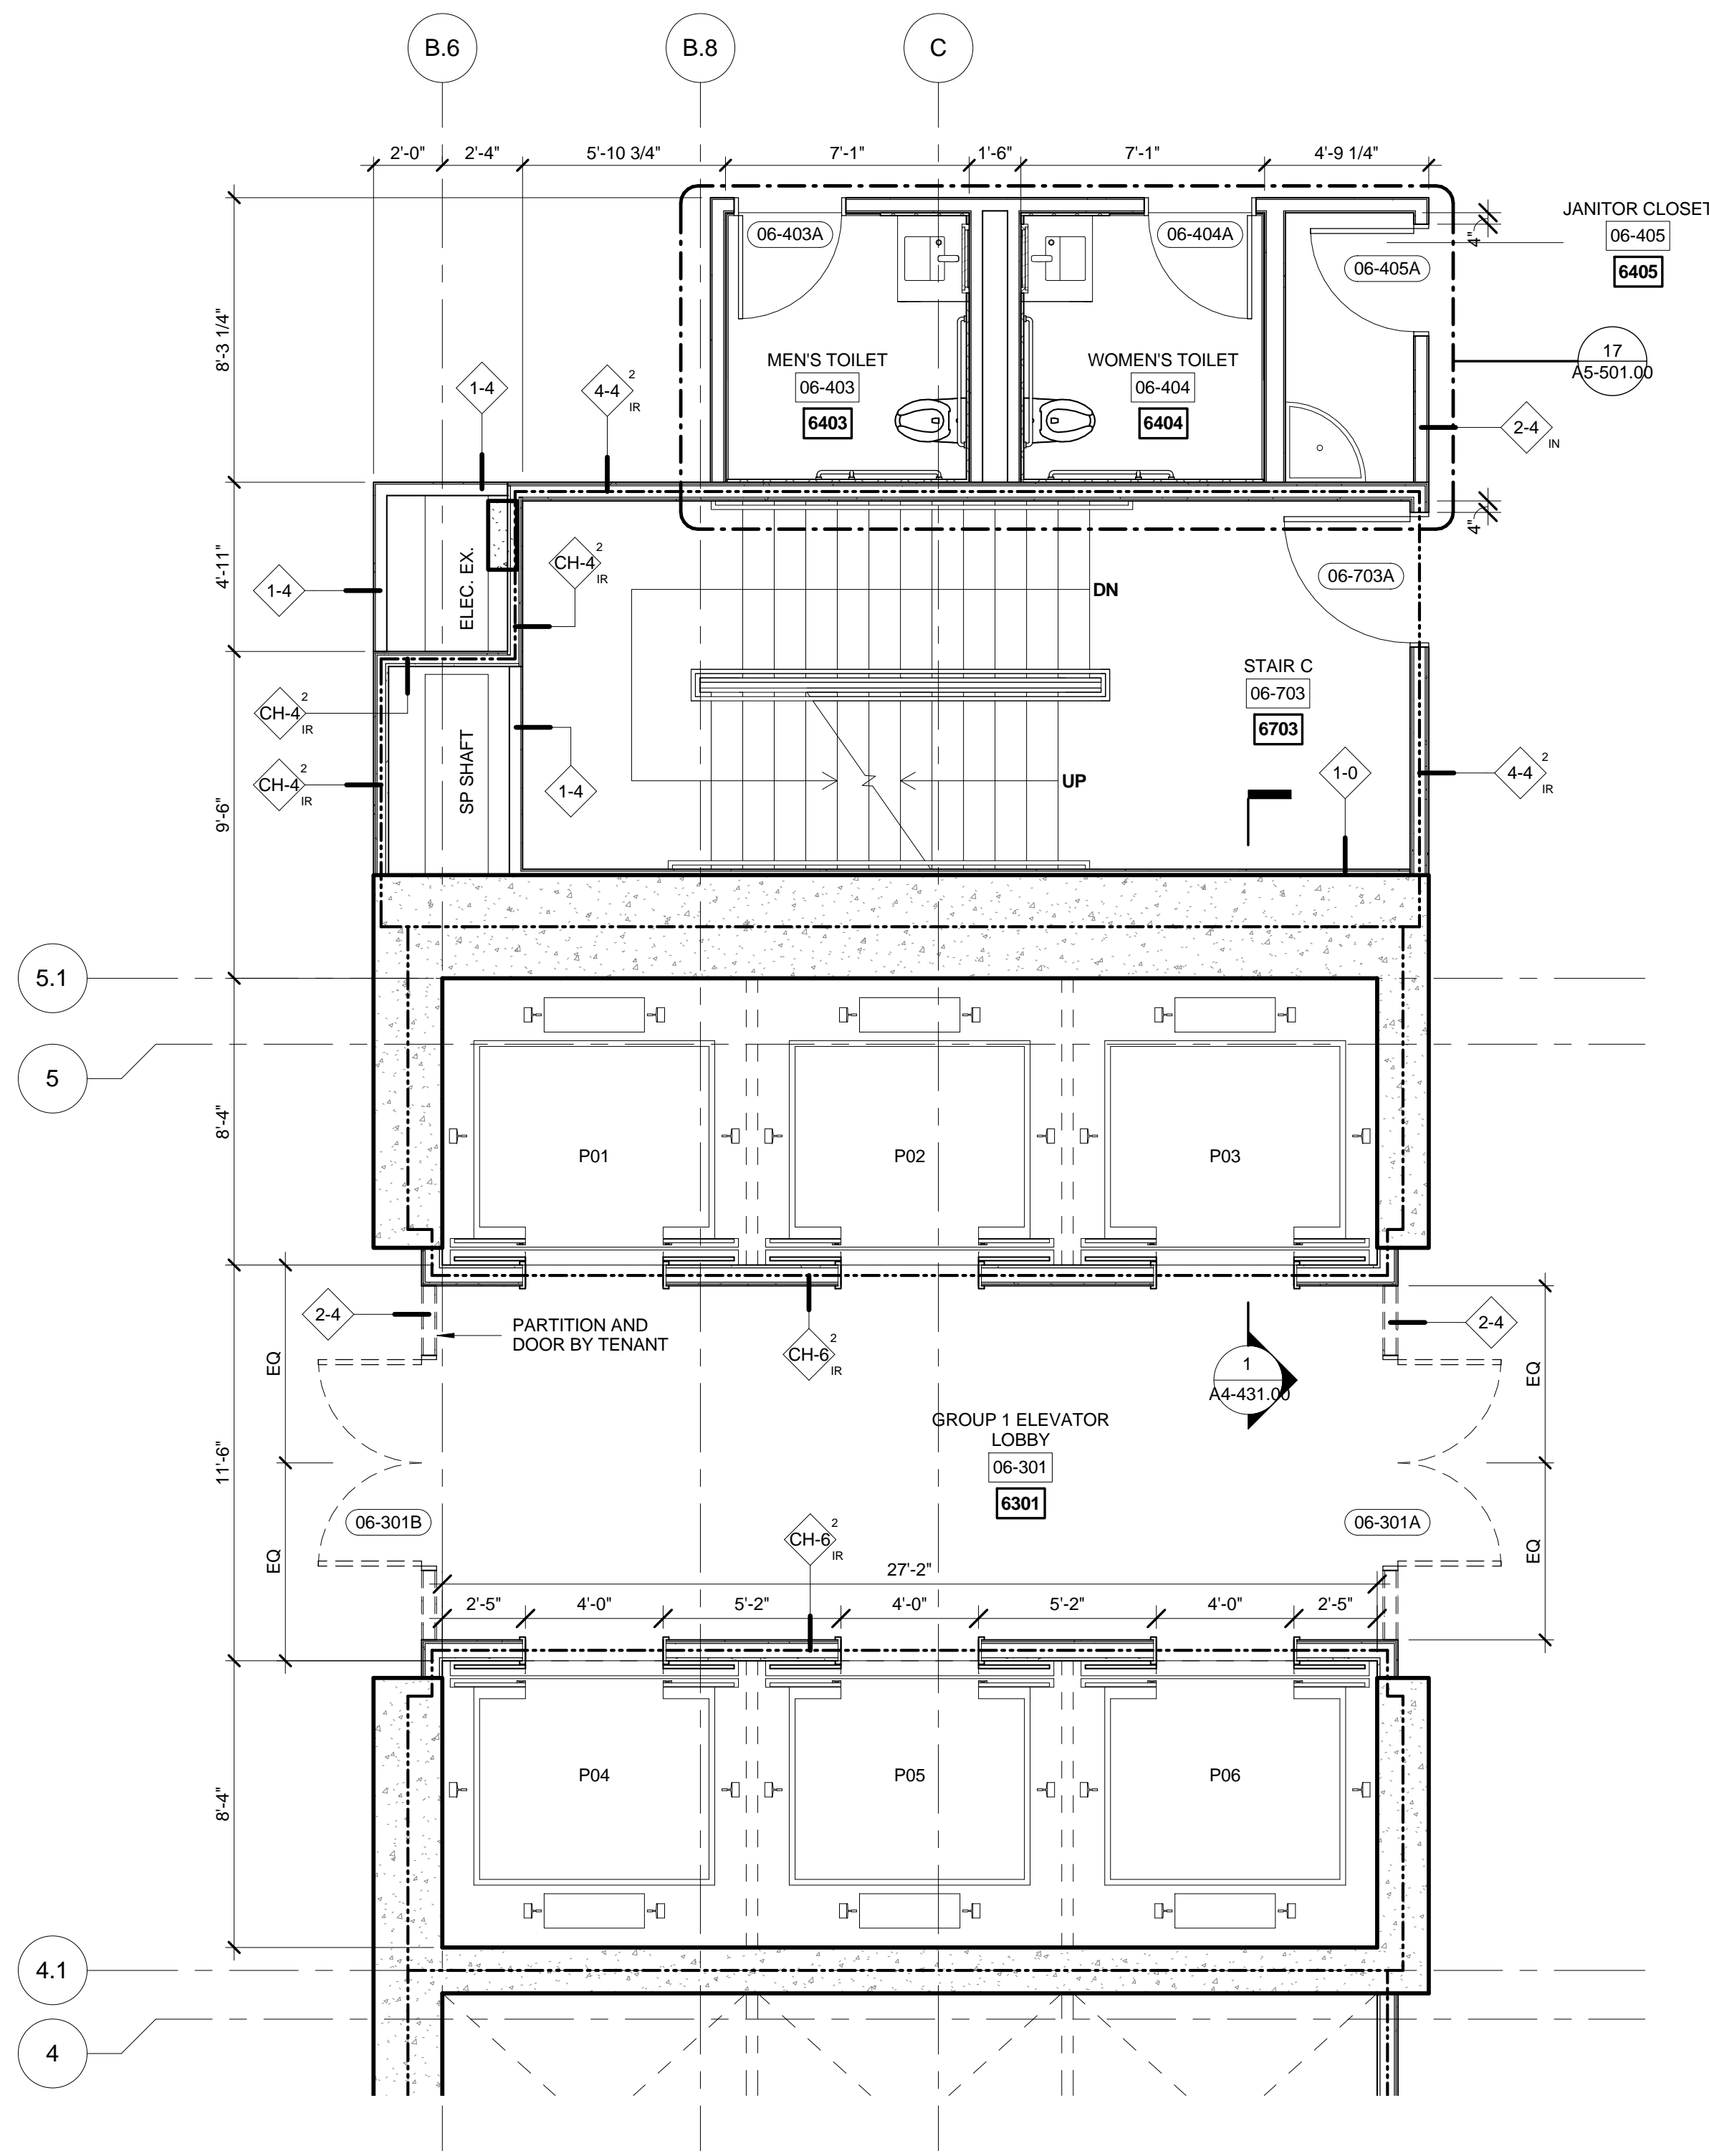 B.6
B.8
C
2'-0"
2'-4"
5'-10 3/4"
7'-1"
1'-6"
7'-1"
4'-9 1/4"
JANITOR CLOSET
06-405
6405
4"
06-403A
06-404A
06-405A
8'-3 1/4"
17
A5-501.00
MEN'S TOILET
06-403
6403
WOMEN'S TOILET
06-404
6404
1-4
4-4
2
IR
2-4
IN
4"
4'-11"
ELEC. EX.
CH-4
2
IR
1-4
06-703A
DN
STAIR C
06-703
6703
CH-4
2
IR
CH-4
2
IR
SP SHAFT
1-4
UP
1-0
4-4
2
IR
9'-6"
5.1
5
8'-4"
P01
P02
P03
2-4
PARTITION AND
DOOR BY TENANT
CH-6
2
IR
2-4
1
A4-431.00
EQ
EQ
GROUP 1 ELEVATOR
LOBBY
06-301
6301
11'-6"
06-301B
06-301A
CH-6
2
IR
EQ
EQ
27'-2"
2'-5"
4'-0"
5'-2"
4'-0"
5'-2"
4'-0"
2'-5"
P04
P05
P06
8'-4"
4.1
4